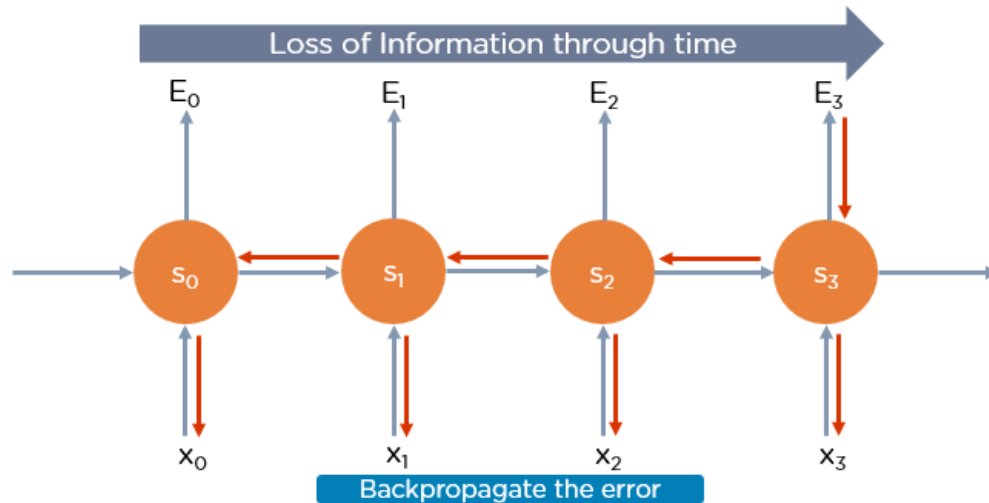 Loss of Information through time
E₀ E₁ E₂ E₃
s₀ s₁ s₂ s₃
x₀ x₁ x₂ x₃
Backpropagate the error